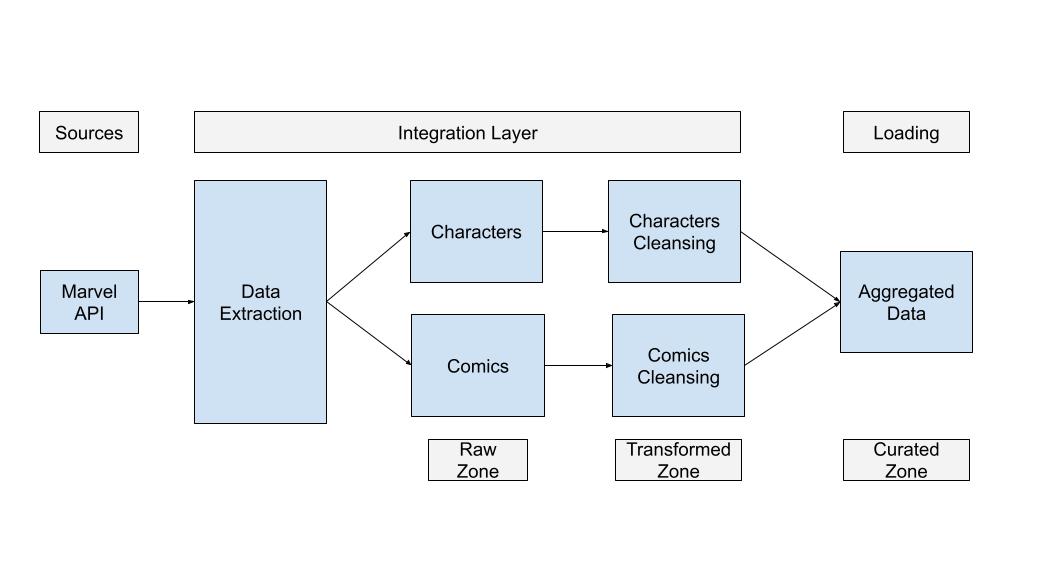 Sources
Integration Layer
Loading
Marvel
API
Data
Extraction
Characters
Characters
Cleansing
Comics
Comics
Cleansing
Aggregated
Data
Raw
Zone
Transformed
Zone
Curated
Zone